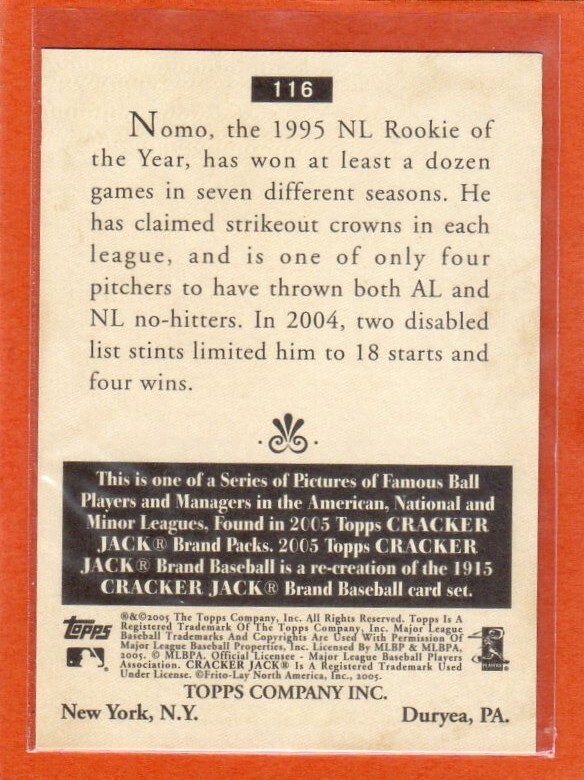 116
Nomo, the 1995 NL Rookie of
the Year, has won at least a dozen
games in seven different seasons. He
has claimed strikeout crowns in each
league, and is one of only four
pitchers to have thrown both AL and
NL no-hitters. In 2004, two disabled
list stints limited him to 18 starts and
four wins.
This is one of a Series of Pictures of Famous Ball
Players and Managers in the American, National and
Minor Leagues, Found in 2005 Topps CRACKER
JACK® Brand Packs. 2005 Topps CRACKER
JACK® Brand Baseball is a re-creation of the 1915
CRACKER JACK® Brand Baseball card set.
Topps
®&©2005 The Topps Company, Inc. All Rights Reserved. Topps Is A
Registered Trademark Of The Topps Company, Inc. Major League
Baseball Trademarks And Copyrights Are Used With Permission Of
Major League Baseball Properties, Inc. Licensed By MLBP & MLBPA,
2005. © MLBPA. Official Licensee - Major League Baseball Players
Association. CRACKER JACK® Is A Registered Trademark Used
Under License. ©Frito-Lay North America, Inc., 2005.
PLAYERS
TOPPS COMPANY INC.
New York, N.Y. Duryea, PA.